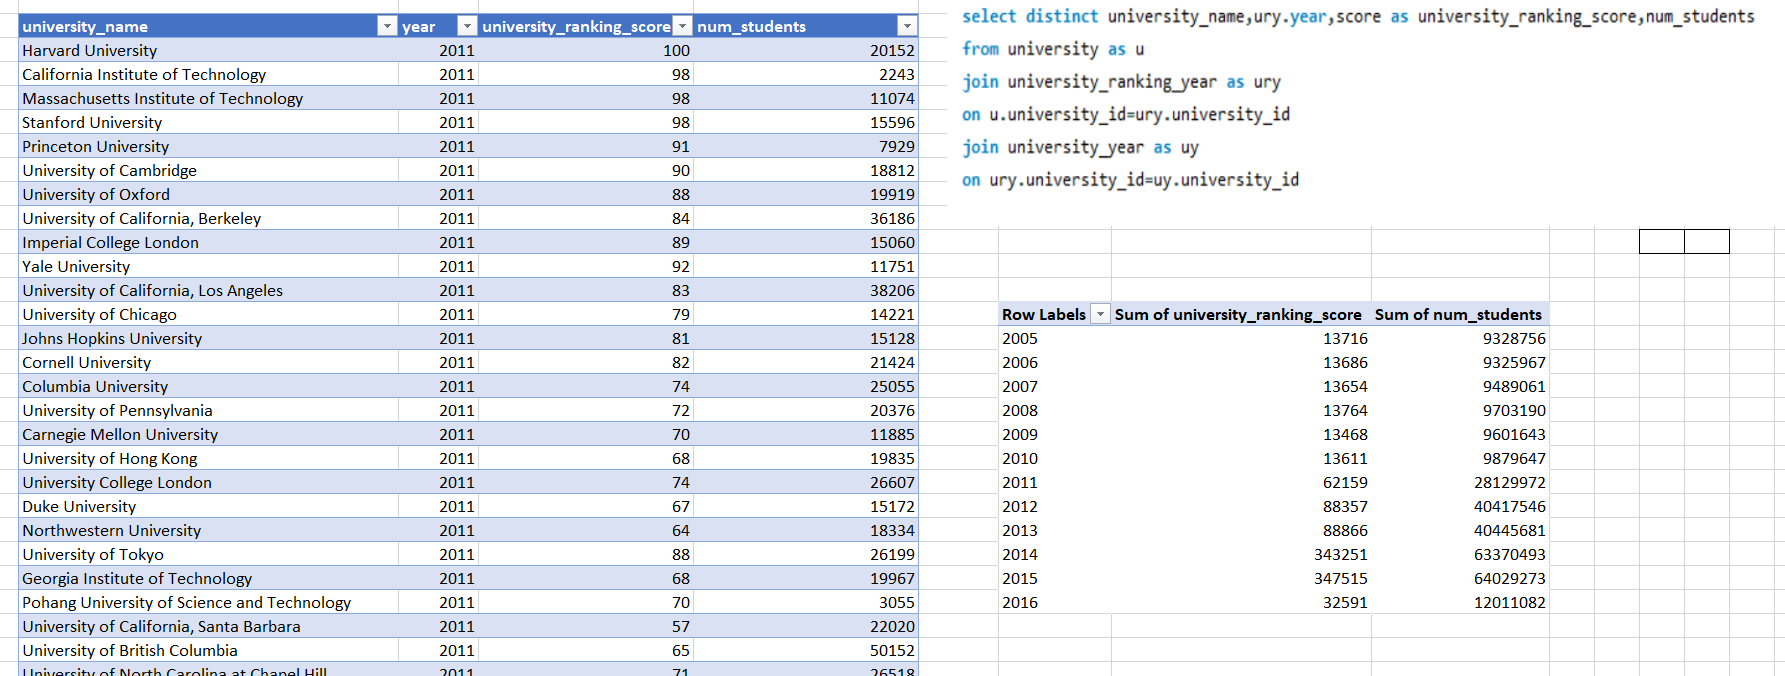 university_name year university_ranking_score num_students
Harvard University 2011 100 20152
California Institute of Technology 2011 98 2243
Massachusetts Institute of Technology 2011 98 11074
Stanford University 2011 98 15596
Princeton University 2011 91 7929
University of Cambridge 2011 90 18812
University of Oxford 2011 88 19919
University of California, Berkeley 2011 84 36186
Imperial College London 2011 89 15060
Yale University 2011 92 11751
University of California, Los Angeles 2011 83 38206
University of Chicago 2011 79 14221
Johns Hopkins University 2011 81 15128
Cornell University 2011 82 21424
Columbia University 2011 74 25055
University of Pennsylvania 2011 72 20376
Carnegie Mellon University 2011 70 11885
University of Hong Kong 2011 68 19835
University College London 2011 74 26607
Duke University 2011 67 15172
Northwestern University 2011 64 18334
University of Tokyo 2011 88 26199
Georgia Institute of Technology 2011 68 19967
Pohang University of Science and Technology 2011 70 3055
University of California, Santa Barbara 2011 57 22020
University of British Columbia 2011 65 50152
University of North Carolina at Chapel Hill 2011 71 26518
select distinct university_name,ury.year,score as university_ranking_score,num_students
from university as u
join university_ranking_year as ury
on u.university_id=ury.university_id
join university_year as uy
on ury.university_id=uy.university_id
Row Labels Sum of university_ranking_score Sum of num_students
2005 13716 9328756
2006 13686 9325967
2007 13654 9489061
2008 13764 9703190
2009 13468 9601643
2010 13611 9879647
2011 62159 28129972
2012 88357 40417546
2013 88866 40445681
2014 343251 63370493
2015 347515 64029273
2016 32591 12011082